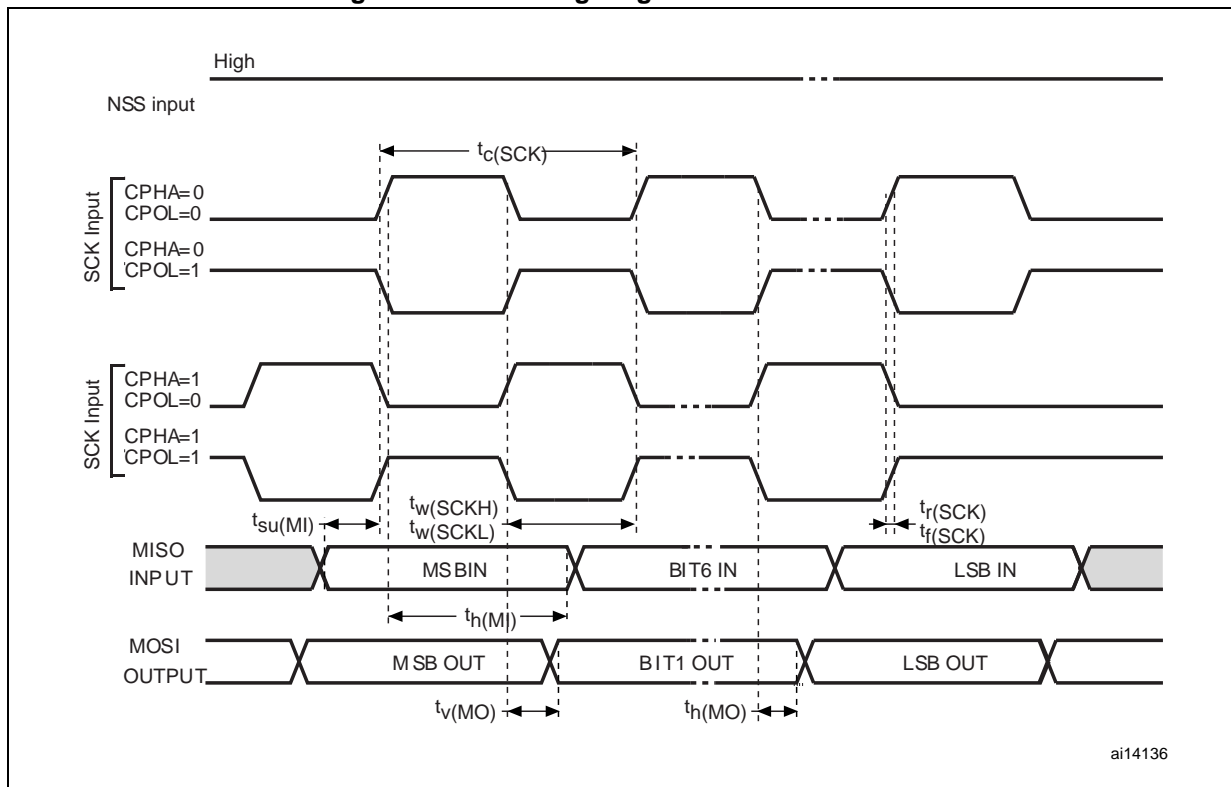 High
NSS input
tc(SCK)
SCK Input
CPHA=0
CPOL=0
CPHA=0
CPOL=1
SCK Input
CPHA=1
CPOL=0
CPHA=1
CPOL=1
tsu(MI)
tw(SCKH)
tw(SCKL)
tr(SCK)
tf(SCK)
MISO
INPUT
MSBIN
BIT6 IN
LSB IN
th(MI)
MOSI
OUTPUT
MSB OUT
BIT1 OUT
LSB OUT
tv(MO)
th(MO)
ai14136